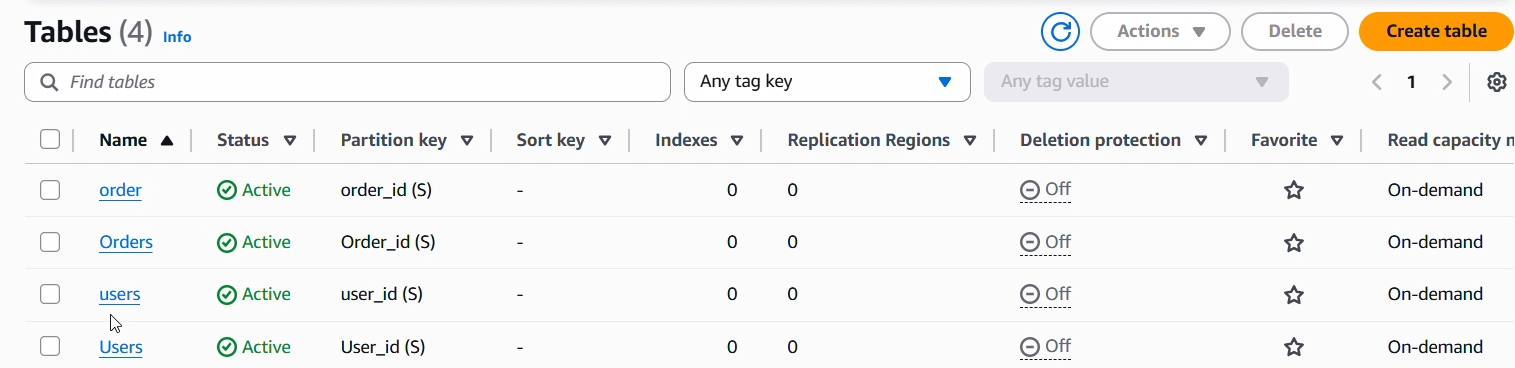 Tables (4) Info Actions Delete Create table
Find tables Any tag key Any tag value 1
Name Status Partition key Sort key Indexes Replication Regions Deletion protection Favorite Read capacity
order Active order_id (S) - 0 0 Off On-demand
Orders Active Order_id (S) - 0 0 Off On-demand
users Active user_id (S) - 0 0 Off On-demand
Users Active User_id (S) - 0 0 Off On-demand